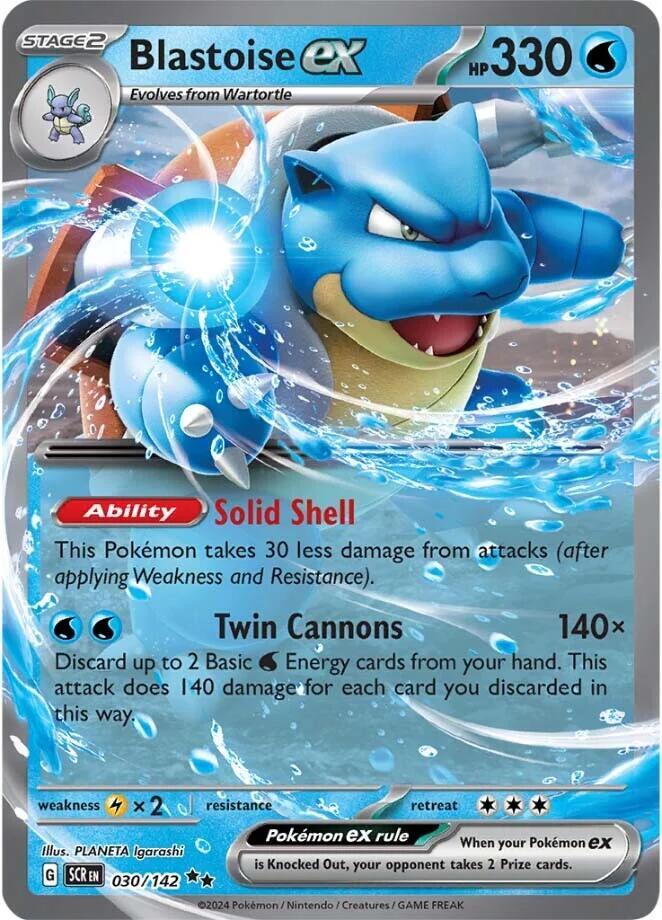 STAGE2
Blastoise ex
HP 330
Evolves from Wartortle
Ability Solid Shell
This Pokémon takes 30 less damage from attacks (after
applying Weakness and Resistance).
Twin Cannons 140×
Discard up to 2 Basic Energy cards from your hand. This
attack does 140 damage for each card you discarded in
this way.
weakness ×2 resistance retreat
Illus. PLANETA Igarashi
Pokémon ex rule
When your Pokémon ex
is Knocked Out, your opponent takes 2 Prize cards.
G SCR EN 030/142
©2024 Pokémon / Nintendo / Creatures / GAME FREAK